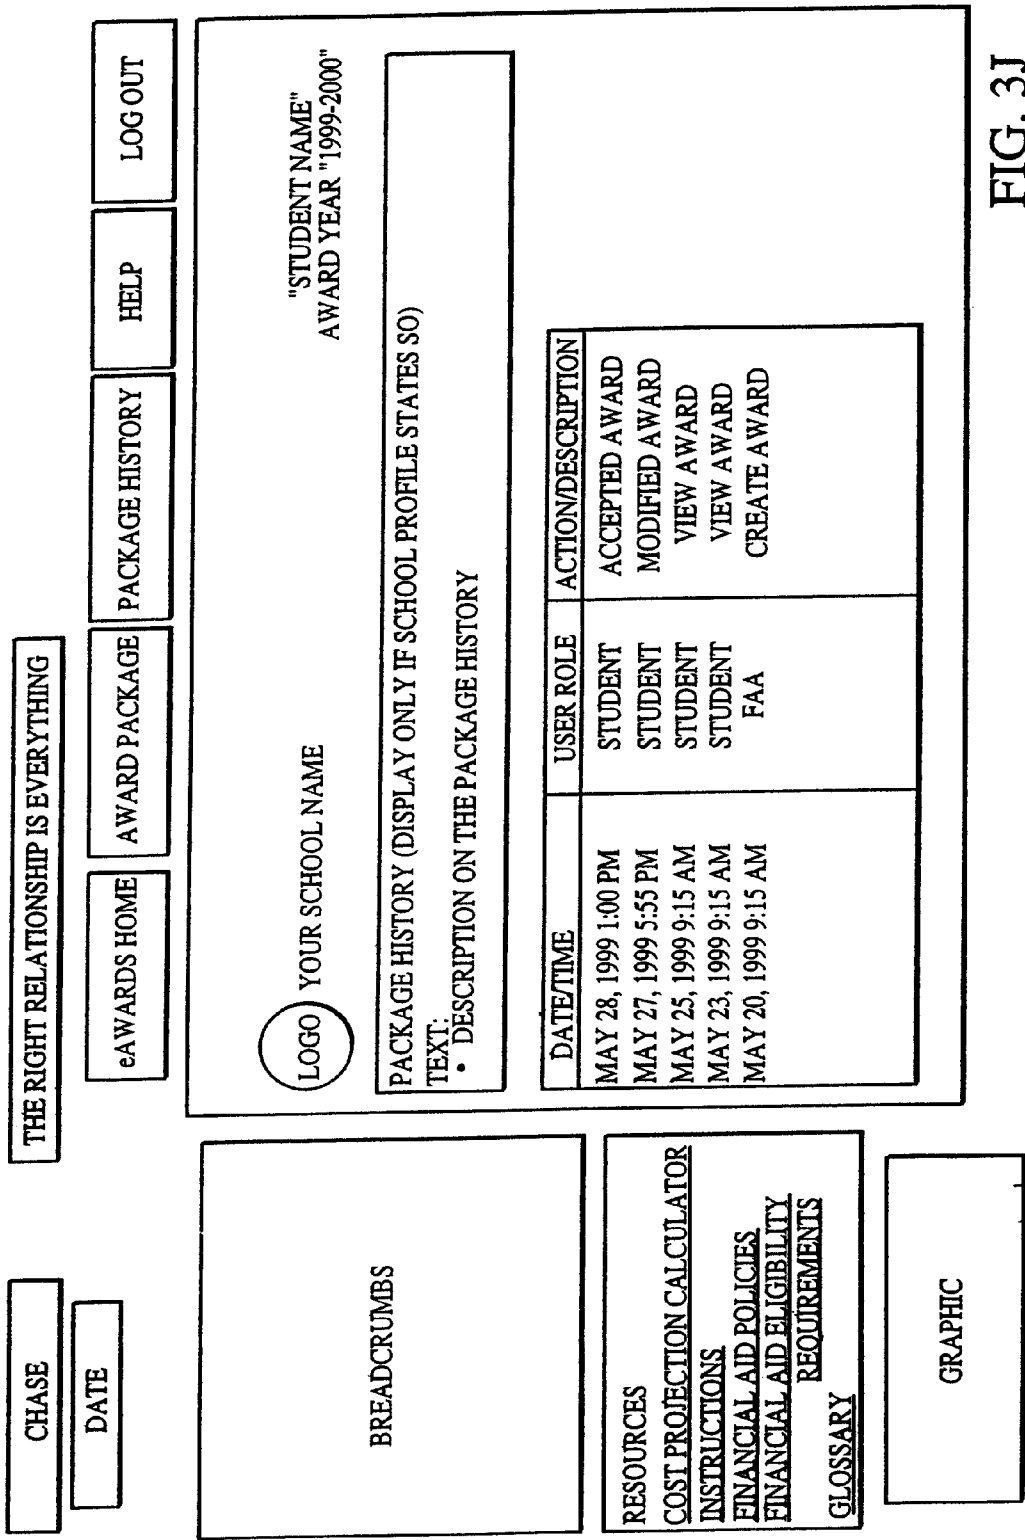 CHASE
THE RIGHT RELATIONSHIP IS EVERYTHING
DATE
eAWARDS HOME
AWARD PACKAGE
PACKAGE HISTORY
HELP
LOG OUT
BREADCRUMBS
RESOURCES
COST PROJECTION CALCULATOR
INSTRUCTIONS
FINANCIAL AID POLICIES
FINANCIAL AID ELIGIBILITY
REQUIREMENTS
GLOSSARY
GRAPHIC
LOGO YOUR SCHOOL NAME
"STUDENT NAME"
AWARD YEAR "1999-2000"
PACKAGE HISTORY (DISPLAY ONLY IF SCHOOL PROFILE STATES SO)
TEXT:
• DESCRIPTION ON THE PACKAGE HISTORY
DATE/TIME USER ROLE ACTION/DESCRIPTION
MAY 28, 1999 1:00 PM STUDENT ACCEPTED AWARD
MAY 27, 1999 5:55 PM STUDENT MODIFIED AWARD
MAY 25, 1999 9:15 AM STUDENT VIEW AWARD
MAY 23, 1999 9:15 AM STUDENT VIEW AWARD
MAY 20, 1999 9:15 AM FAA CREATE AWARD
FIG. 3J